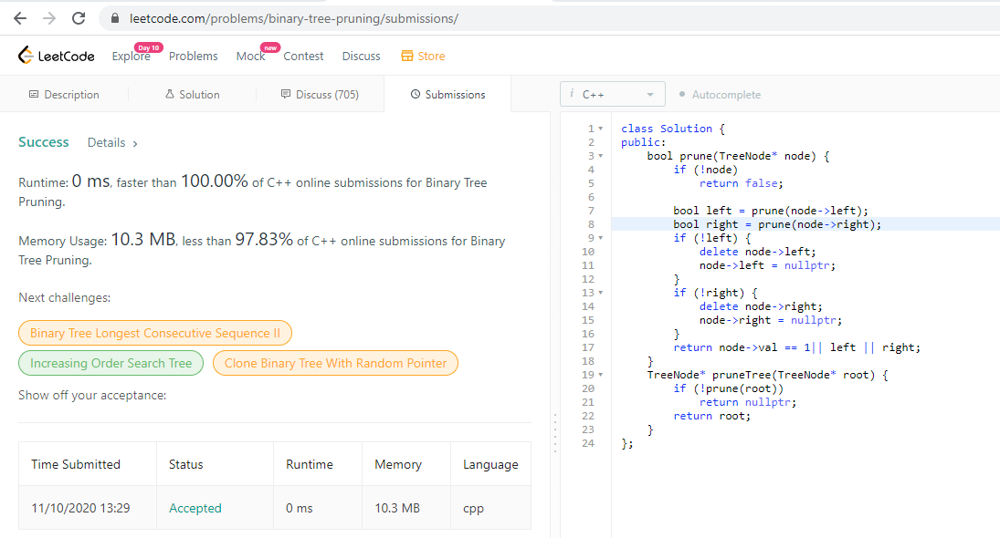 leetcode.com/problems/binary-tree-pruning/submissions/
LeetCode Explore Day 10 Problems Mock new Contest Discuss Store
Description Solution Discuss (705) Submissions
Success Details >
Runtime: 0 ms, faster than 100.00% of C++ online submissions for Binary Tree
Pruning.
Memory Usage: 10.3 MB, less than 97.83% of C++ online submissions for Binary
Tree Pruning.
Next challenges:
Binary Tree Longest Consecutive Sequence II
Increasing Order Search Tree Clone Binary Tree With Random Pointer
Show off your acceptance:
Time Submitted Status Runtime Memory Language
11/10/2020 13:29 Accepted 0 ms 10.3 MB cpp
i C++ Autocomplete
1 class Solution {
2 public:
3     bool prune(TreeNode* node) {
4         if (!node)
5             return false;
6
7         bool left = prune(node->left);
8         bool right = prune(node->right);
9         if (!left) {
10             delete node->left;
11             node->left = nullptr;
12         }
13         if (!right) {
14             delete node->right;
15             node->right = nullptr;
16         }
17         return node->val == 1|| left || right;
18     }
19     TreeNode* pruneTree(TreeNode* root) {
20         if (!prune(root))
21             return nullptr;
22         return root;
23     }
24 };